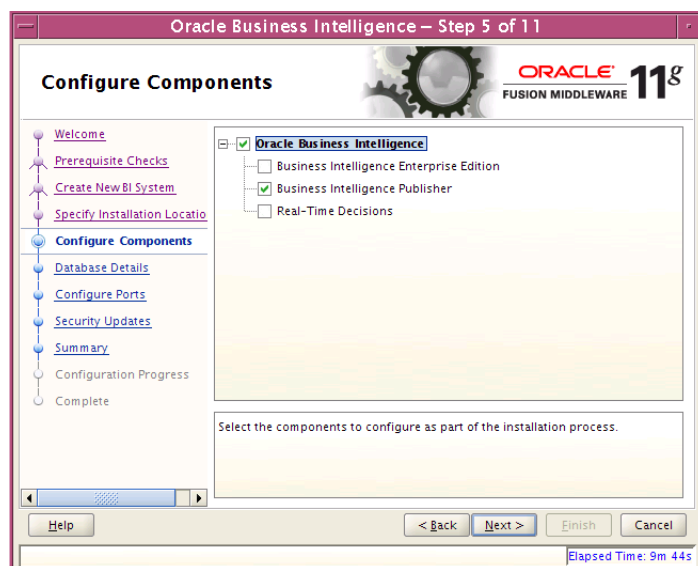 Oracle Business Intelligence – Step 5 of 11
Configure Components
ORACLE
FUSION MIDDLEWARE 11g
Welcome
Prerequisite Checks
Create New BI System
Specify Installation Locatio
Configure Components
Database Details
Configure Ports
Security Updates
Summary
Configuration Progress
Complete
Oracle Business Intelligence
Business Intelligence Enterprise Edition
Business Intelligence Publisher
Real-Time Decisions
Select the components to configure as part of the installation process.
Help
< Back
Next >
Finish
Cancel
Elapsed Time: 9m 44s